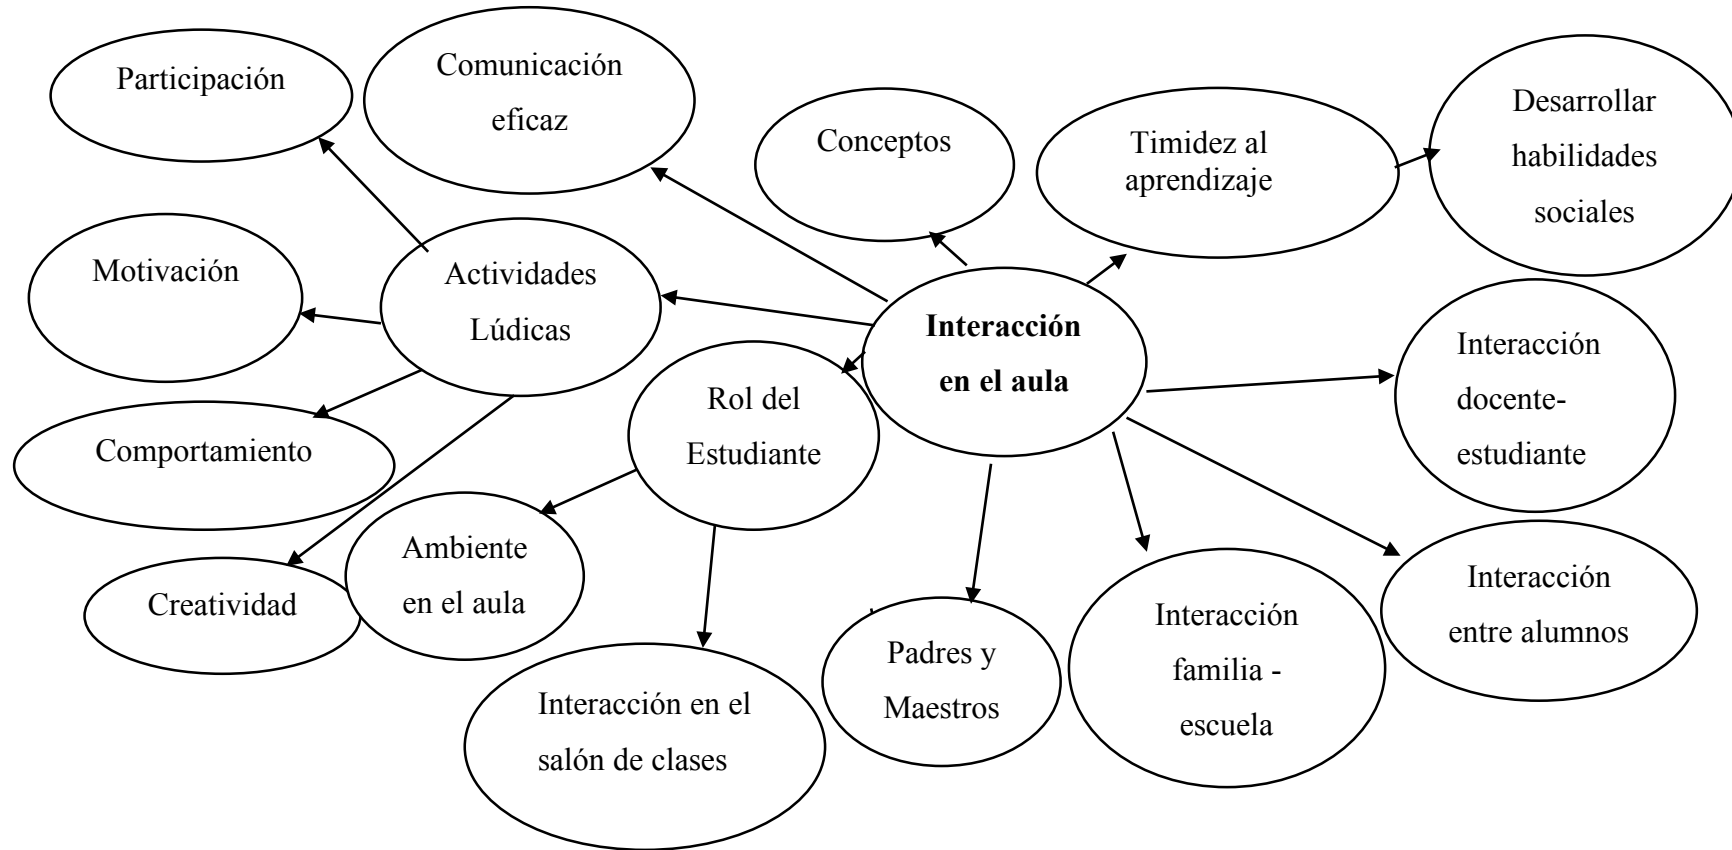 Participación
Comunicación
eficaz
Conceptos
Timidez al
aprendizaje
Desarrollar
habilidades
sociales
Motivación
Actividades
Lúdicas
Interacción
en el aula
Interacción
docente-
estudiante
Rol del
Estudiante
Comportamiento
Ambiente
en el aula
Creatividad
Interacción en el
salón de clases
Padres y
Maestros
Interacción
familia -
escuela
Interacción
entre alumnos